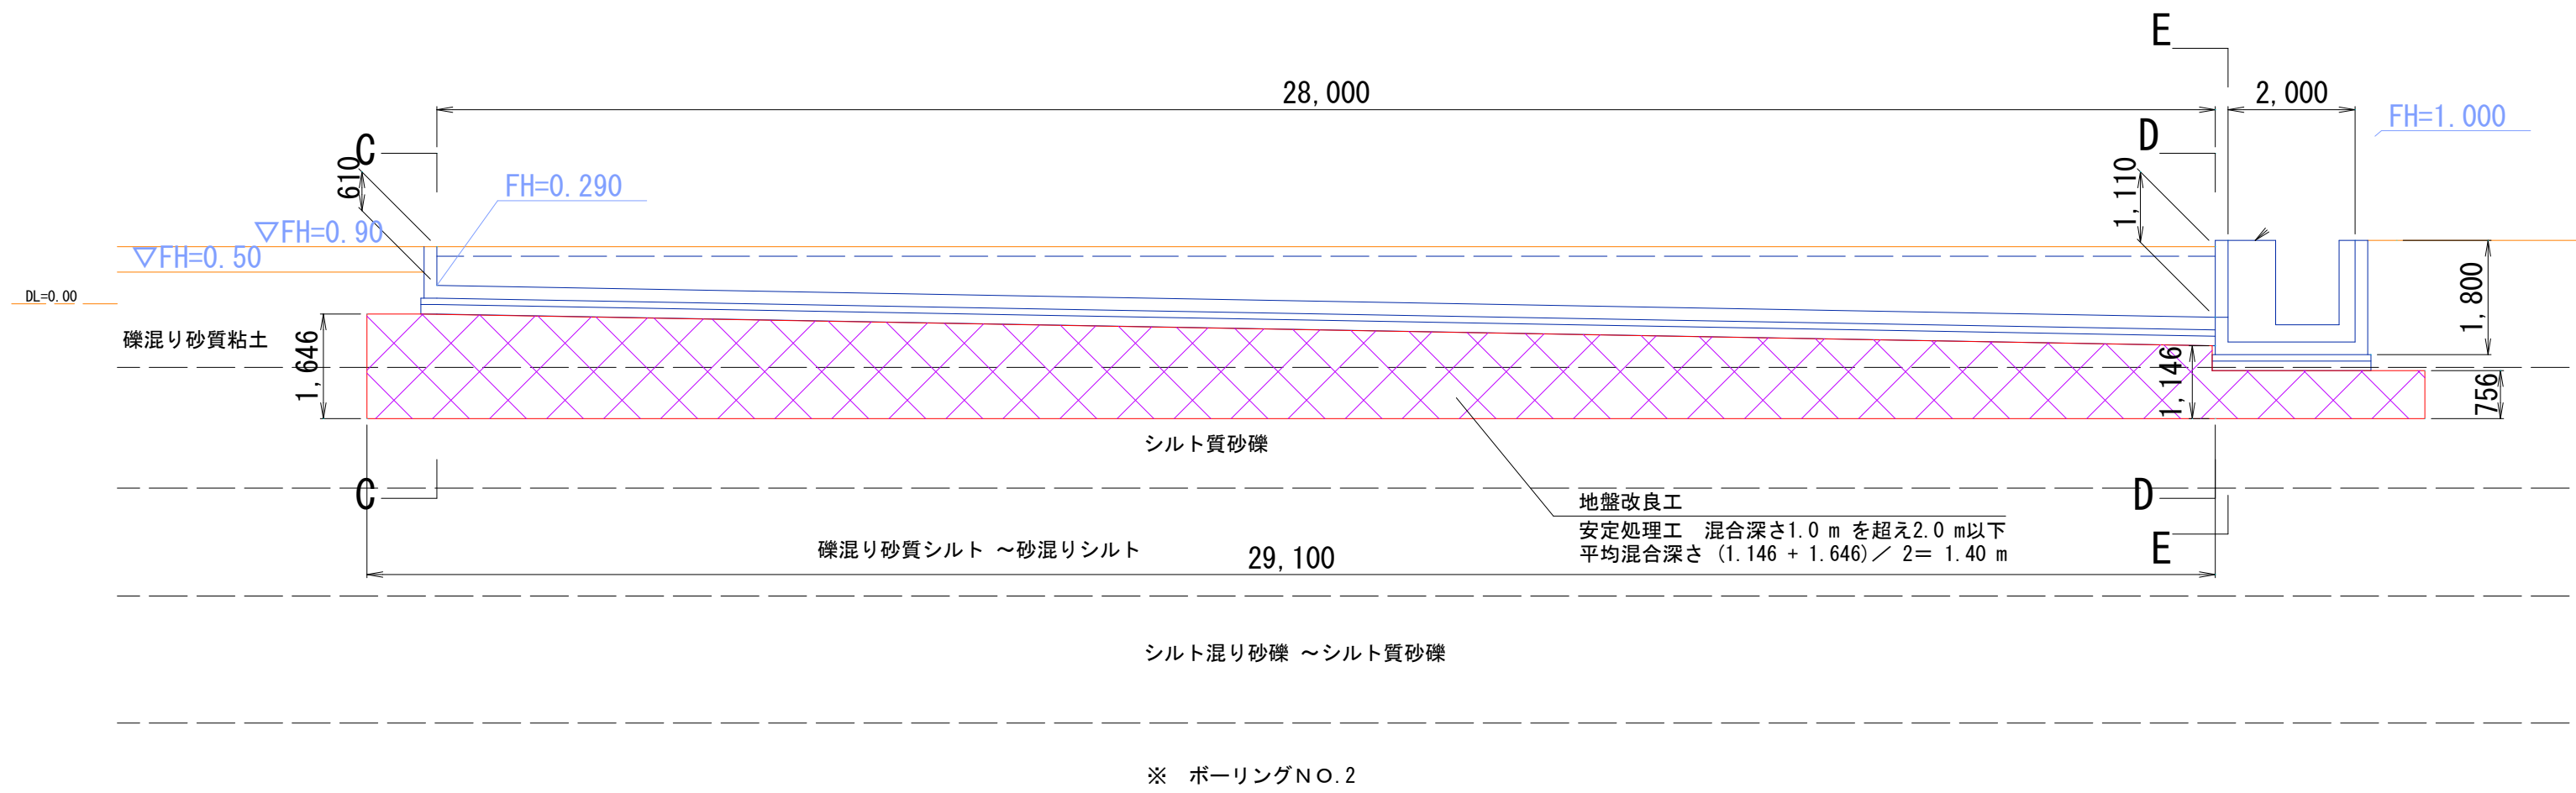 E
28,000
2,000
FH=1.000
C
D
610
1,110
FH=0.290
▽FH=0.90
▽FH=0.50
DL=0.00
1,800
礫混り砂質粘土
1,646
1,146
756
シルト質砂礫
C
D
地盤改良工
安定処理工　混合深さ1.0 m を超え2.0 m以下
平均混合深さ (1.146 + 1.646)／ 2＝ 1.40 m
礫混り砂質シルト ～砂混りシルト
29,100
E
シルト混り砂礫 ～シルト質砂礫
※　ボーリングＮＯ.2